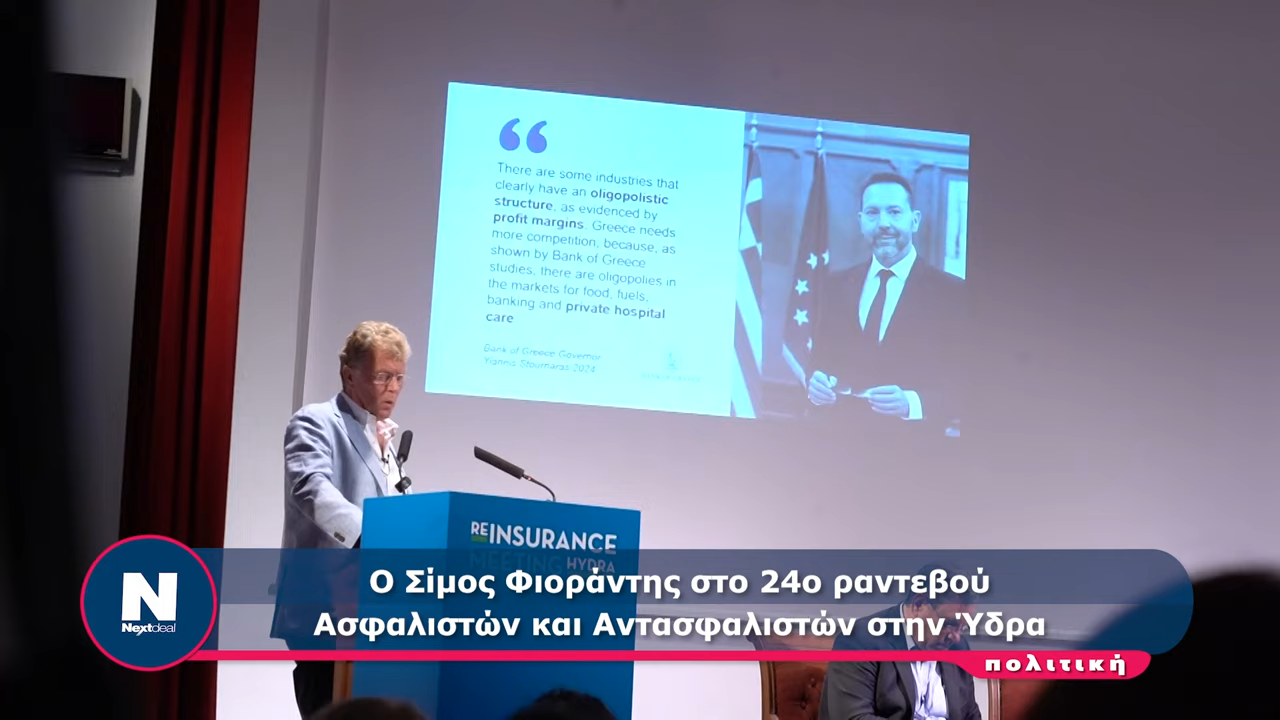 “
There are some industries that
clearly have an oligopolistic
structure, as evidenced by
profit margins. Greece needs
more competition, because, as
shown by Bank of Greece
studies, there are oligopolies in
the markets for food, fuels,
banking and private hospital
care
Bank of Greece Governor
Yiannis Stournaras 2024
REINSURANCE
MEETING HYDRA
N
Nextdeal
Ο Σίμος Φιοράντης στο 24ο ραντεβού
Ασφαλιστών και Αντασφαλιστών στην Ύδρα
πολιτική